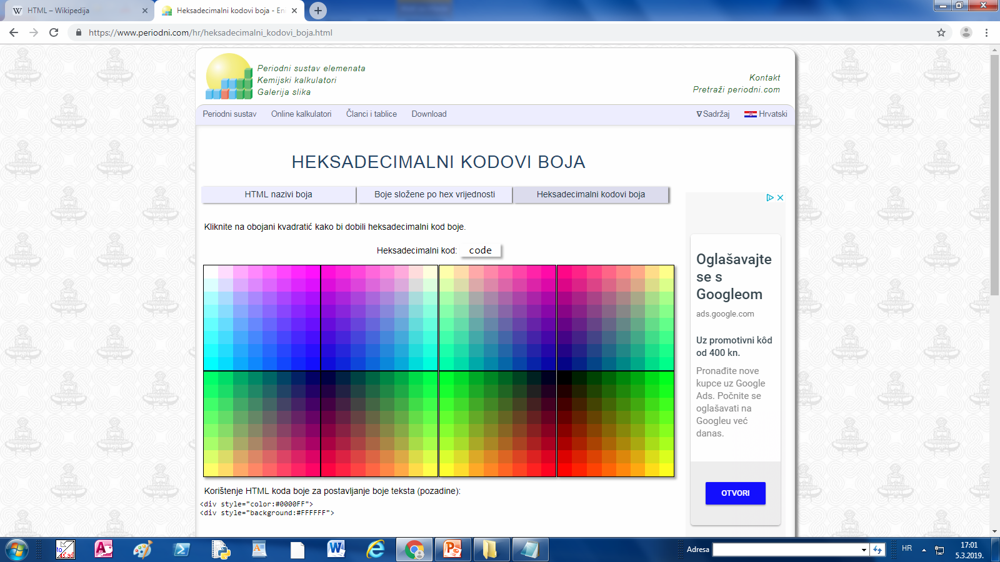 HTML – Wikipedija
Heksadecimalni kodovi boja - En
https://www.periodni.com/hr/heksadecimalni_kodovi_boja.html
Periodni sustav elemenata
Kemijski kalkulatori
Galerija slika
Kontakt
Pretraži periodni.com
Periodni sustav Online kalkulatori Članci i tablice Download ∇Sadržaj Hrvatski
HEKSADECIMALNI KODOVI BOJA
HTML nazivi boja Boje složene po hex vrijednosti Heksadecimalni kodovi boja
Kliknite na obojani kvadratić kako bi dobili heksadecimalni kod boje.
Heksadecimalni kod: code
Korištenje HTML koda boje za postavljanje boje teksta (pozadine):
<div style="color:#0000FF">
<div style="background:#FFFFFF">
Oglašavajte
se s
Googleom
ads.google.com
Uz promotivni kôd
od 400 kn.
Pronađite nove
kupce uz Google
Ads. Počnite se
oglašavati na
Googleu već
danas.
OTVORI
Adresa
HR
17:01
5.3.2019.